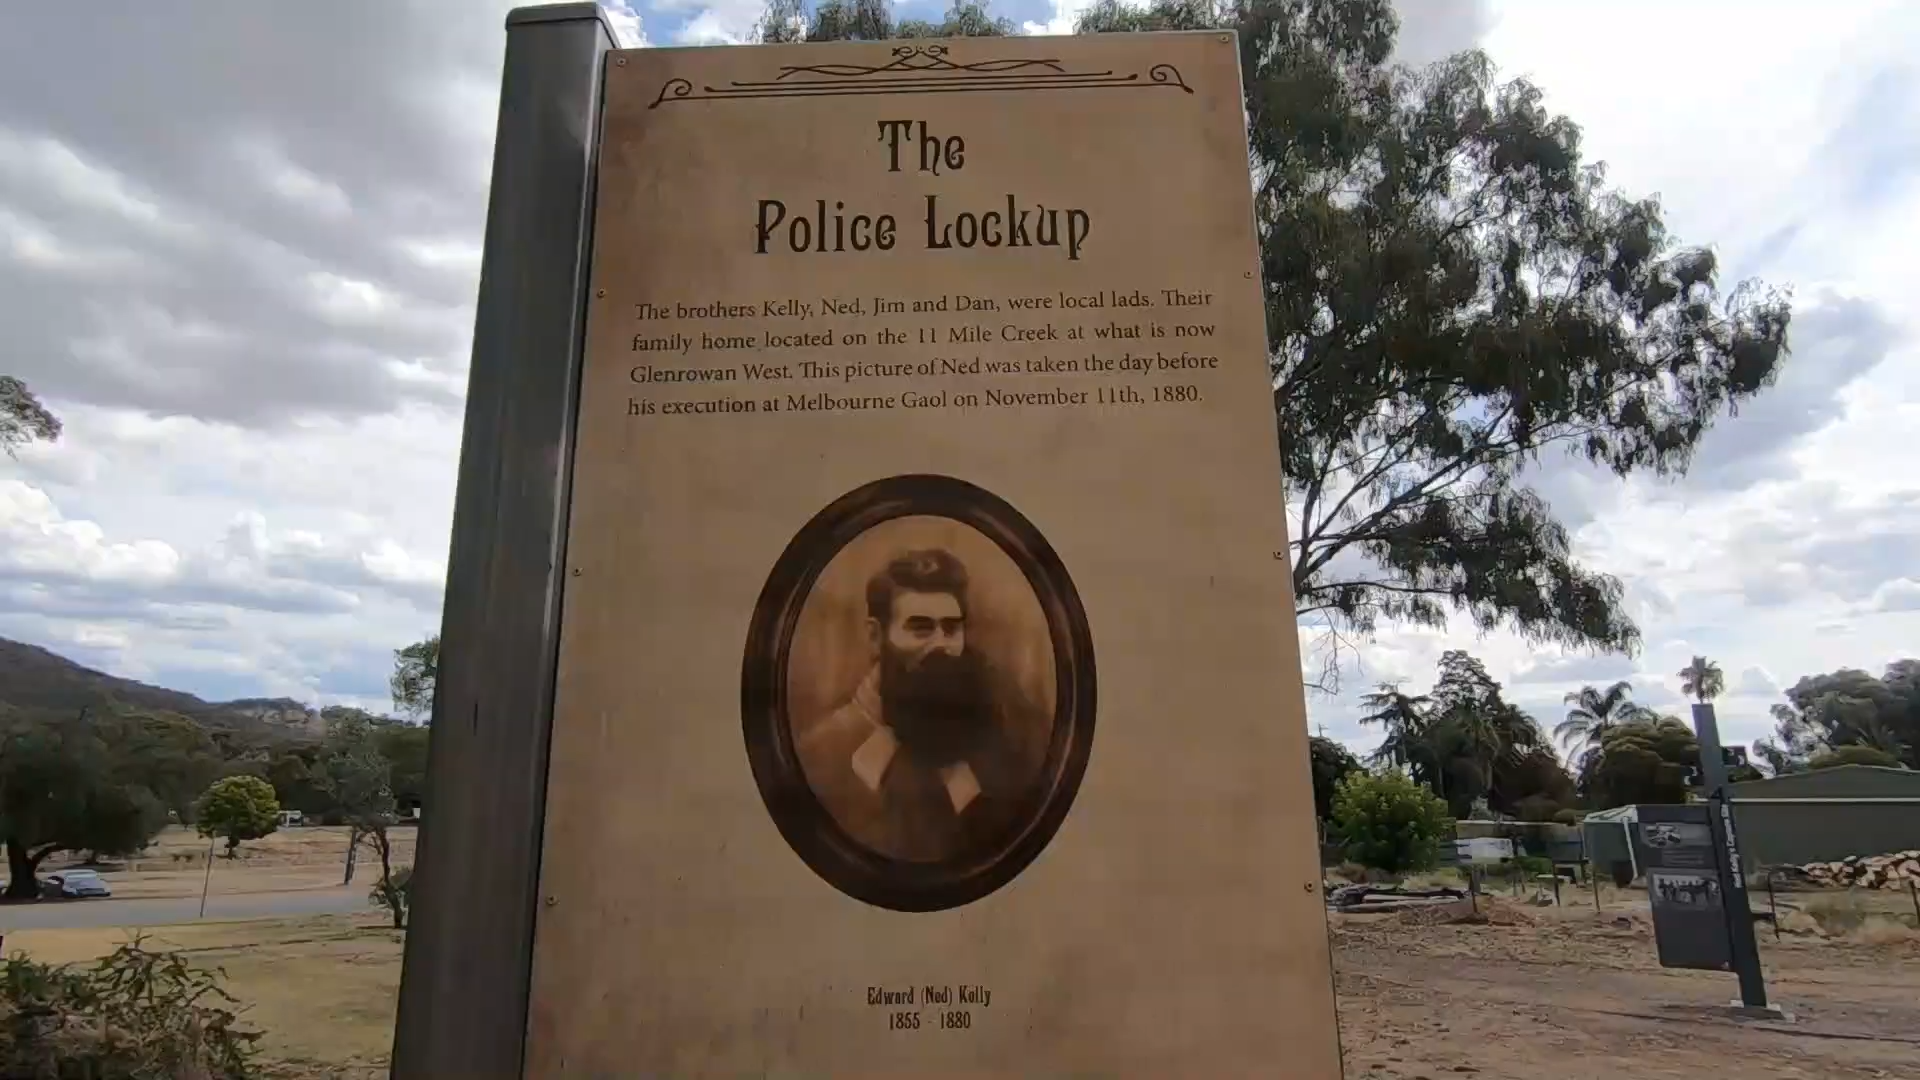 The
Police Lockup
The brothers Kelly, Ned, Jim and Dan, were local lads. Their
family home located on the 11 Mile Creek at what is now
Glenrowan West. This picture of Ned was taken the day before
his execution at Melbourne Gaol on November 11th, 1880.
Edward (Ned) Kelly
1855 - 1880